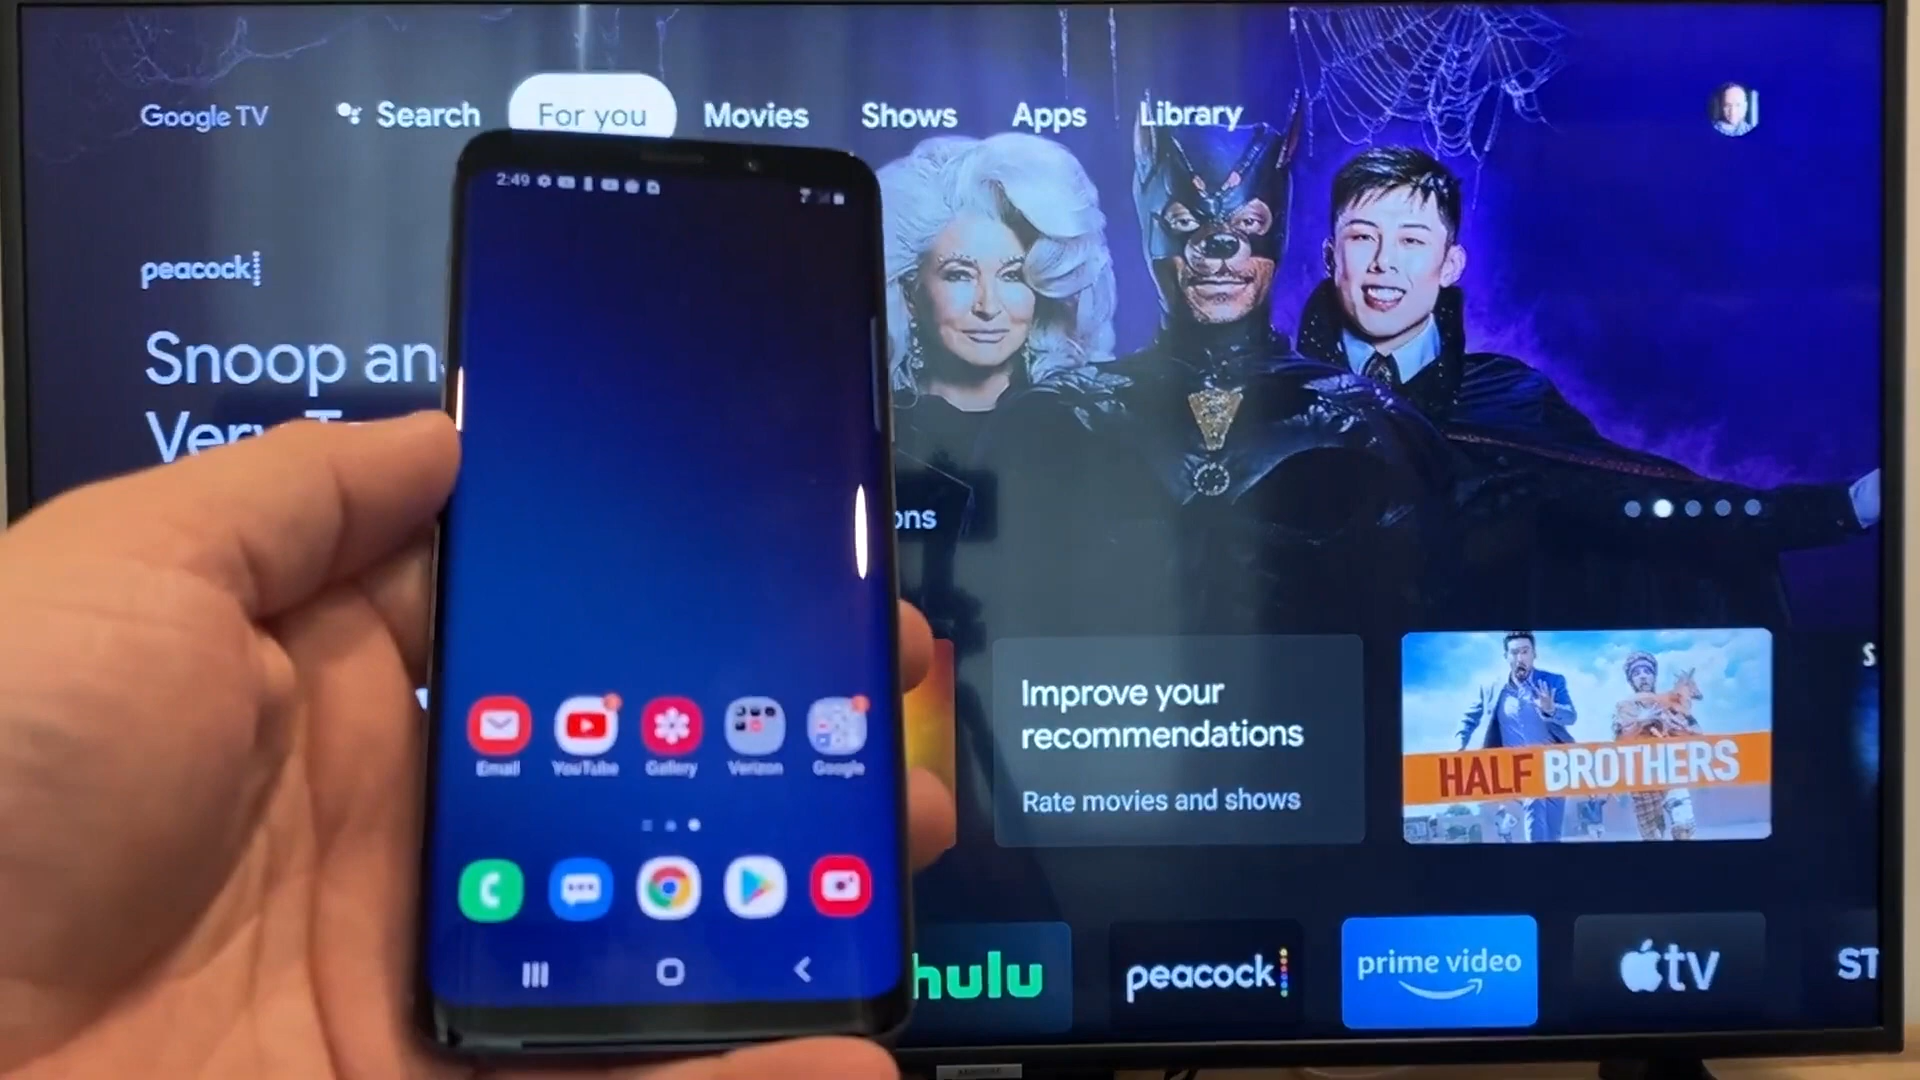 Google TV
Search
For you
Movies
Shows
Apps
Library
peacock
Snoop an
Very
2:49
ons
Improve your
recommendations
Rate movies and shows
HALF BROTHERS
S
Email
YouTube
Gallery
Verizon
Google
hulu
peacock
prime video
tv
ST